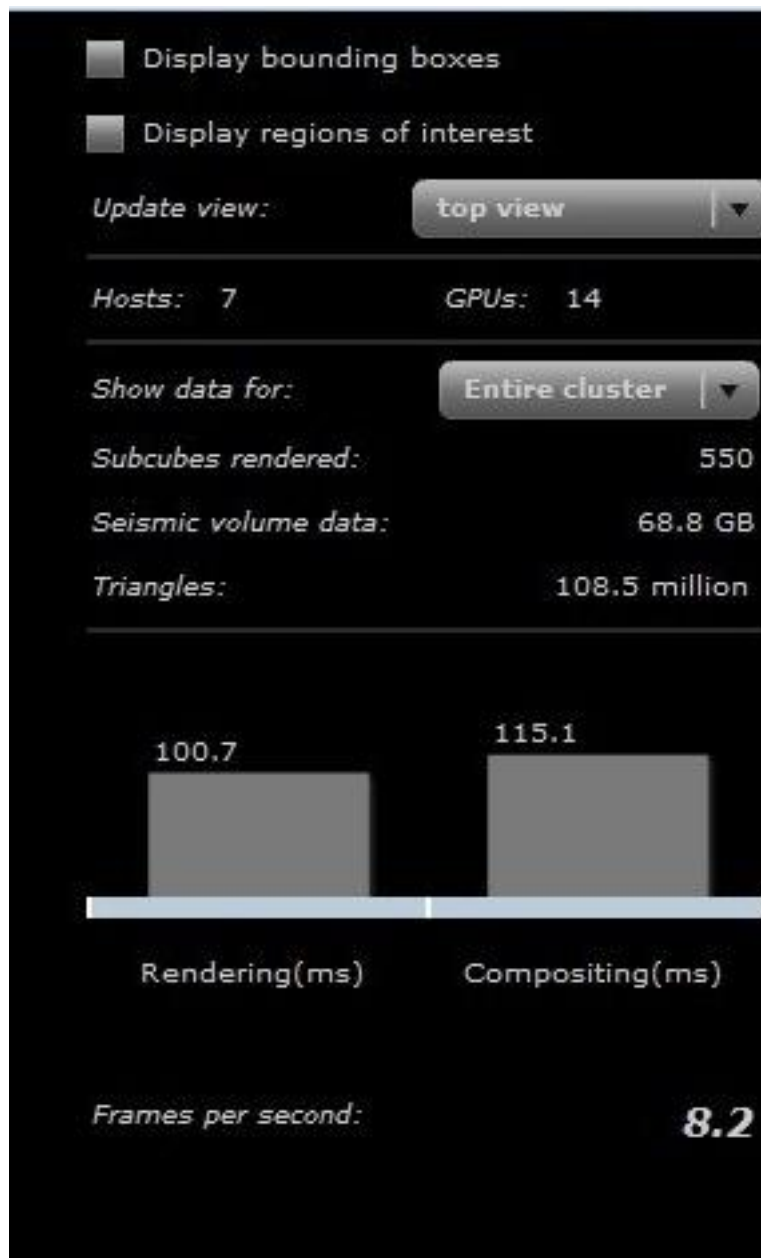 Display bounding boxes
Display regions of interest
Update view: top view
Hosts: 7 GPUs: 14
Show data for: Entire cluster
Subcubes rendered: 550
Seismic volume data: 68.8 GB
Triangles: 108.5 million
100.7 115.1
Rendering(ms) Compositing(ms)
Frames per second: 8.2